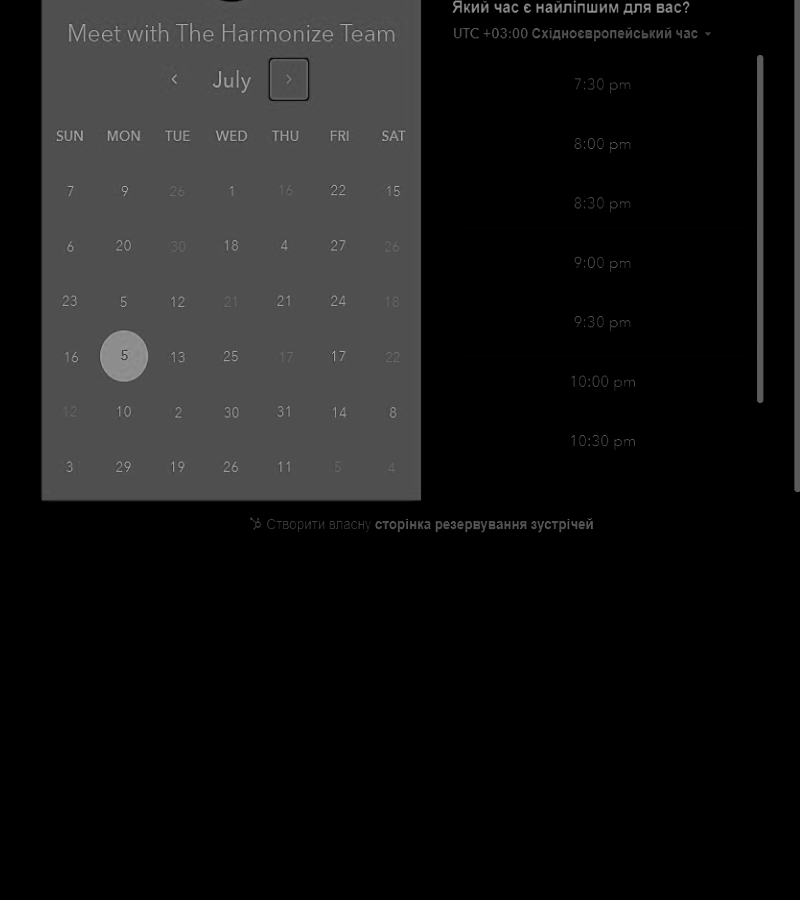 Meet with The Harmonize Team
July
SUN MON TUE WED THU FRI SAT
7 9 26 1 16 22 15
6 20 30 18 4 27 26
23 5 12 21 21 24 18
16 5 13 25 17 17 22
12 10 2 30 31 14 8
3 29 19 26 11 5 4
Який час є найліпшим для вас?
UTC +03:00 Східноєвропейський час
7:30 pm
8:00 pm
8:30 pm
9:00 pm
9:30 pm
10:00 pm
10:30 pm
Створити власну сторінка резервування зустрічей